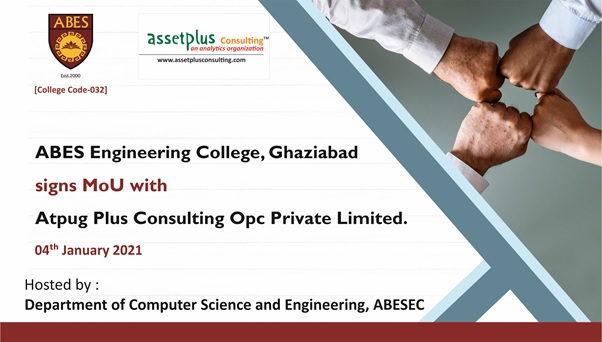 ABES
Estd.2000
[College Code-032]
assetplus Consulting™
an analytics organization
www.assetplusconsulting.com
ABES Engineering College, Ghaziabad
signs MoU with
Atpug Plus Consulting Opc Private Limited.
04th January 2021
Hosted by :
Department of Computer Science and Engineering, ABESEC